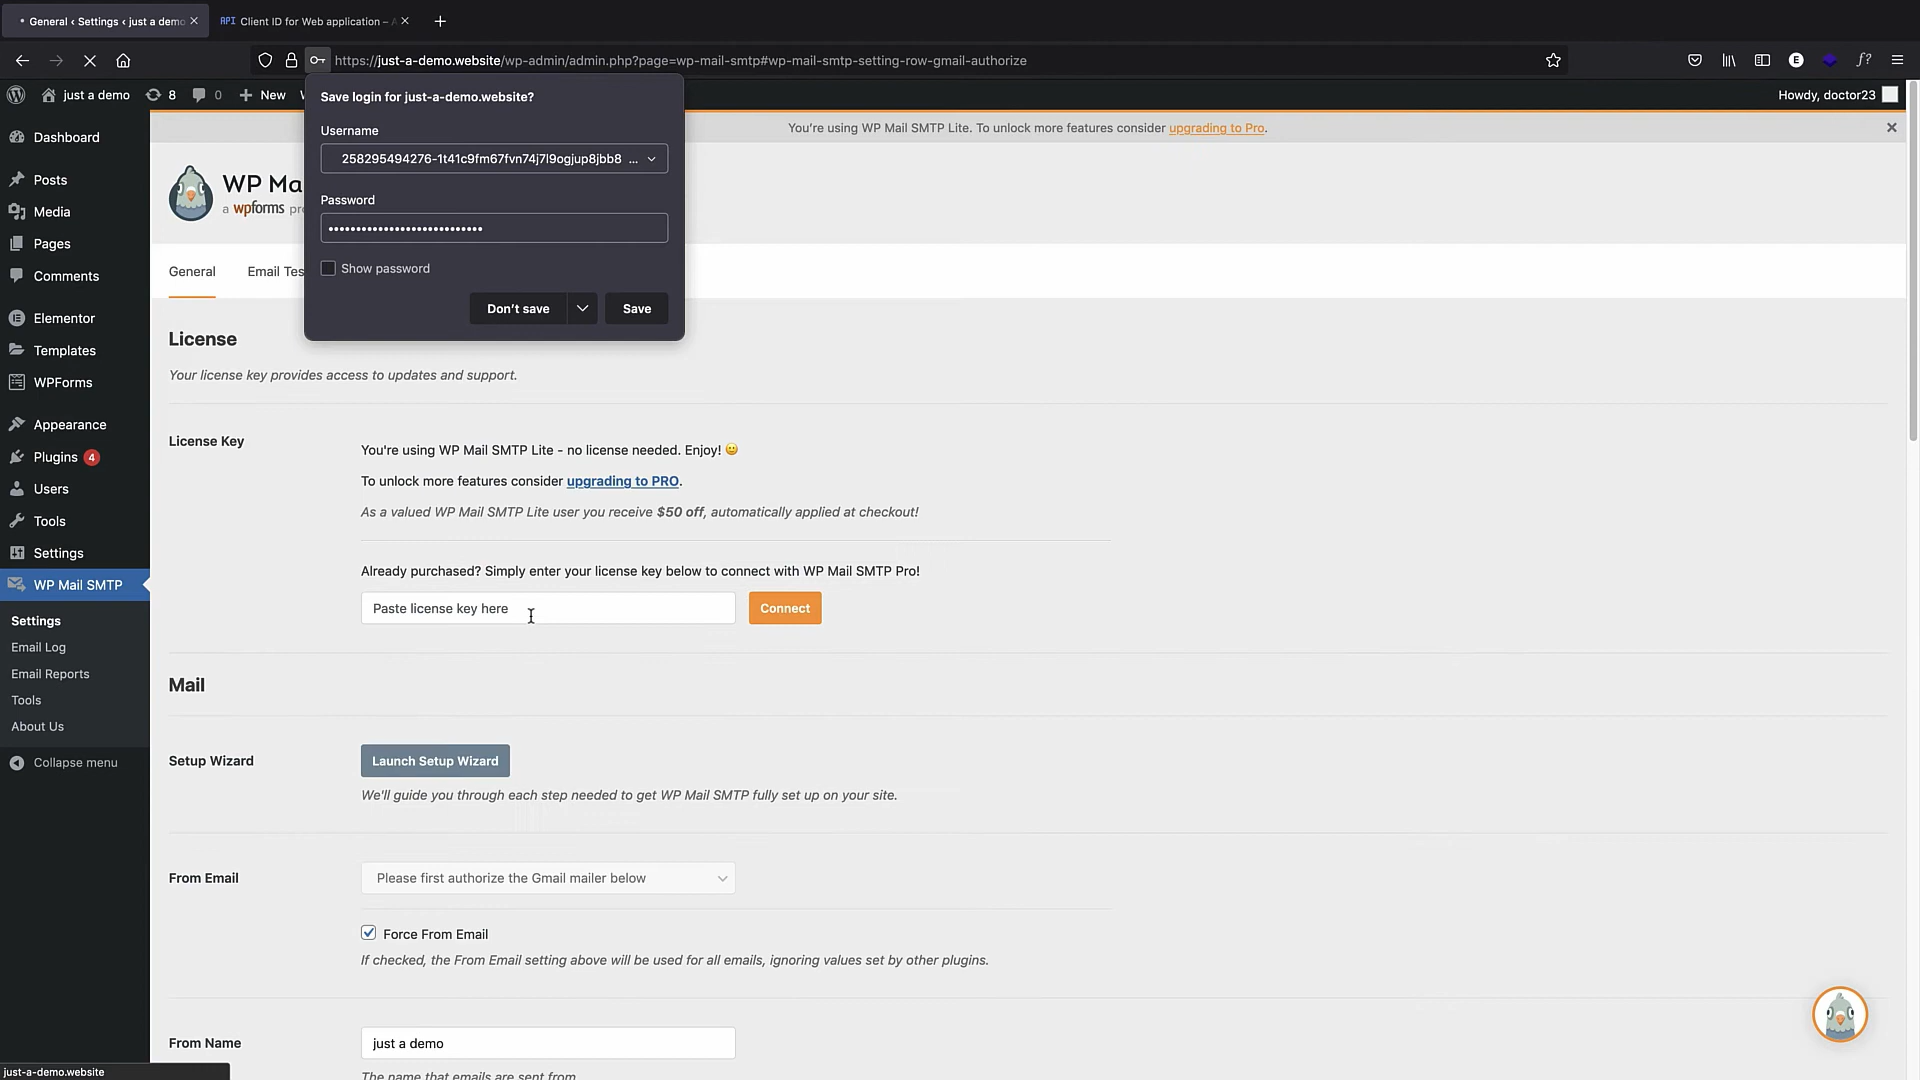 General ‹ Settings ‹ just a demo
API Client ID for Web application –
https://just-a-demo.website/wp-admin/admin.php?page=wp-mail-smtp#wp-mail-smtp-setting-row-gmail-authorize
just a demo 8 0 New
Howdy, doctor23
You're using WP Mail SMTP Lite. To unlock more features consider upgrading to Pro.
Save login for just-a-demo.website?
Username
258295494276-1t41c9fm67fvn74j7l9ogjup8jbb8 ...
Password
•••••••••••••••••••••••••••
Show password
Don't save
Save
WP Ma
a wpforms pr
General
Email Tes
Dashboard
Posts
Media
Pages
Comments
Elementor
Templates
WPForms
Appearance
Plugins 4
Users
Tools
Settings
WP Mail SMTP
Settings
Email Log
Email Reports
Tools
About Us
Collapse menu
License
Your license key provides access to updates and support.
License Key
You're using WP Mail SMTP Lite - no license needed. Enjoy! 🙂
To unlock more features consider upgrading to PRO.
As a valued WP Mail SMTP Lite user you receive $50 off, automatically applied at checkout!
Already purchased? Simply enter your license key below to connect with WP Mail SMTP Pro!
Paste license key here
Connect
Mail
Setup Wizard
Launch Setup Wizard
We'll guide you through each step needed to get WP Mail SMTP fully set up on your site.
From Email
Please first authorize the Gmail mailer below
Force From Email
If checked, the From Email setting above will be used for all emails, ignoring values set by other plugins.
From Name
just a demo
The name that emails are sent from.
just-a-demo.website